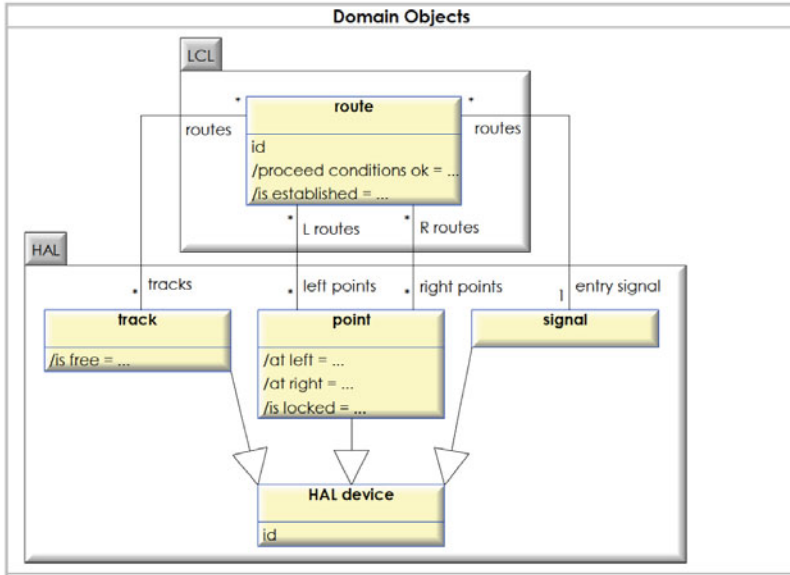 Domain Objects
LCL
* route *
routes routes
id
/proceed conditions ok = ...
/is established = ...
* L routes * R routes
HAL
* tracks * left points * right points 1 entry signal
track point signal
/is free = ... /at left = ...
/at right = ...
/is locked = ...
HAL device
id